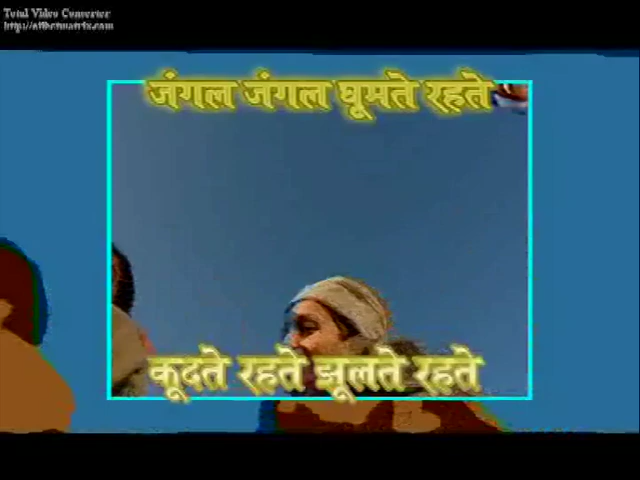 Total Video Converter
http://effectmatrix.com
जंगल जंगल घूमते रहते
कूदते रहते झूलते रहते